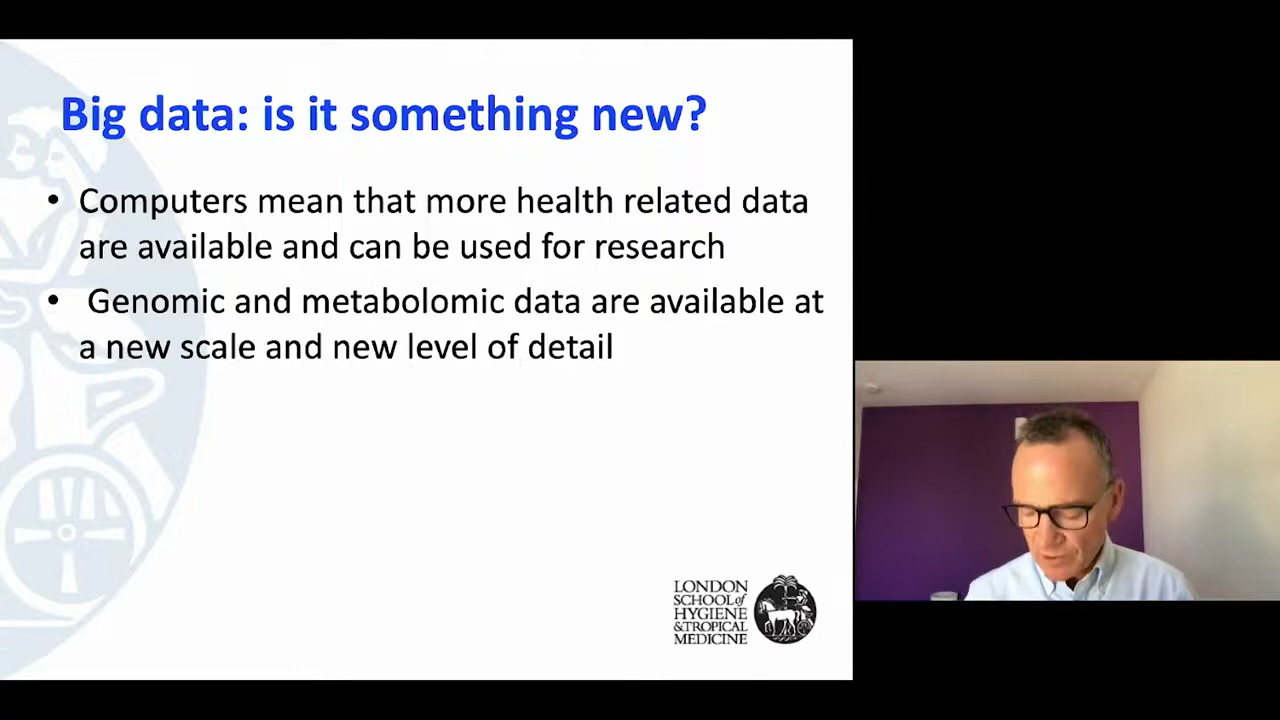 Big data: is it something new?
• Computers mean that more health related data
are available and can be used for research
• Genomic and metabolomic data are available at
a new scale and new level of detail
LONDON
SCHOOL of
HYGIENE
& TROPICAL
MEDICINE